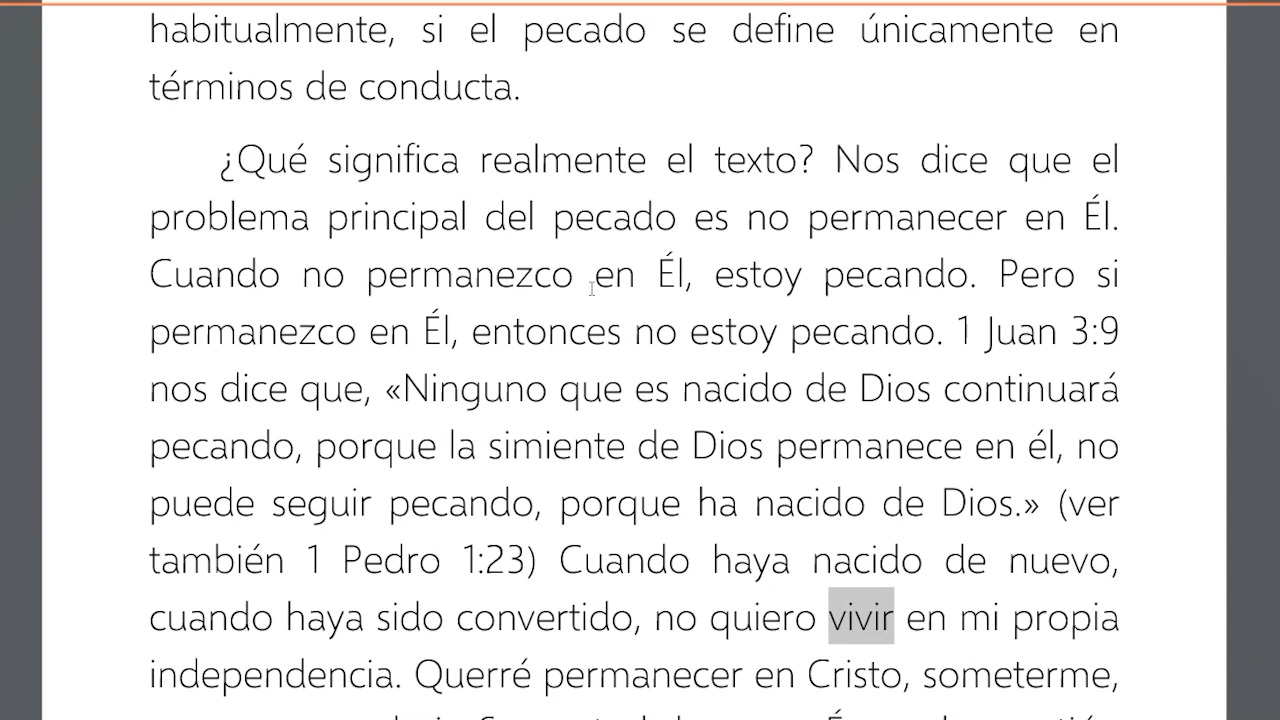 habitualmente, si el pecado se define únicamente en
términos de conducta.
¿Qué significa realmente el texto? Nos dice que el
problema principal del pecado es no permanecer en Él.
Cuando no permanezco en Él, estoy pecando. Pero si
permanezco en Él, entonces no estoy pecando. 1 Juan 3:9
nos dice que, «Ninguno que es nacido de Dios continuará
pecando, porque la simiente de Dios permanece en él, no
puede seguir pecando, porque ha nacido de Dios.» (ver
también 1 Pedro 1:23) Cuando haya nacido de nuevo,
cuando haya sido convertido, no quiero vivir en mi propia
independencia. Querré permanecer en Cristo, someterme,